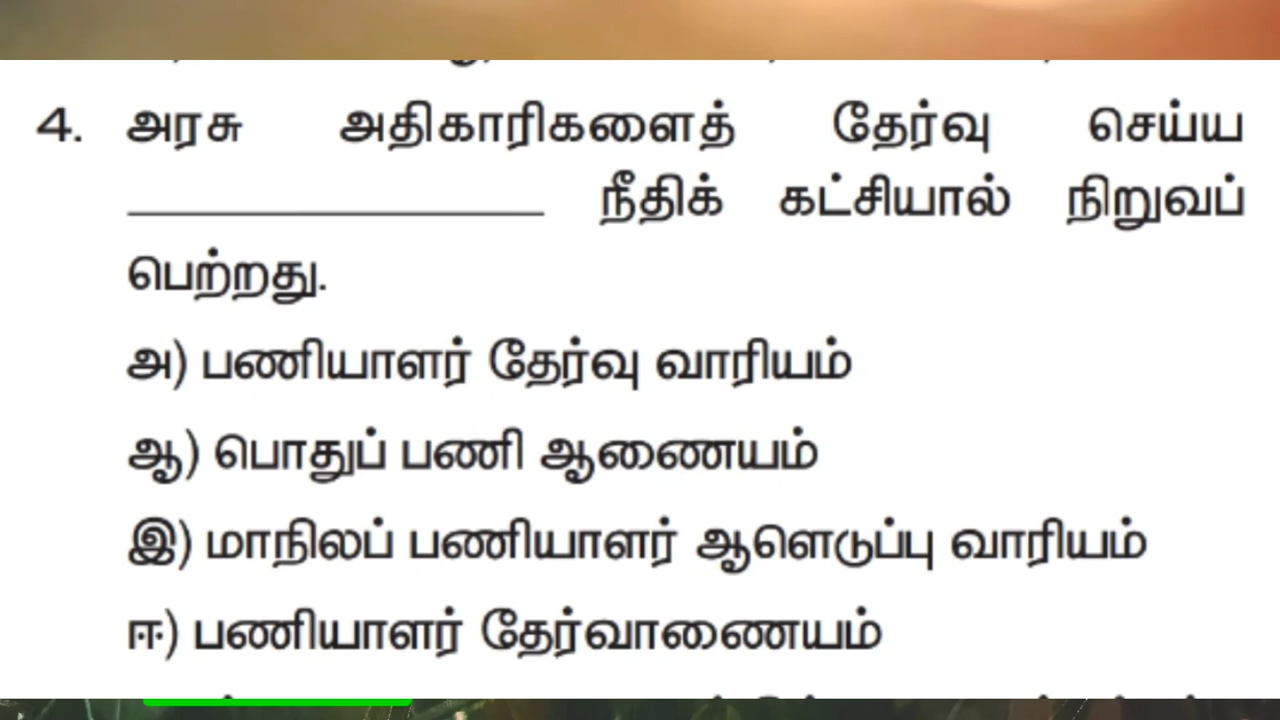 4. அரசு அதிகாரிகளைத் தேர்வு செய்ய
______________ நீதிக் கட்சியால் நிறுவப்
பெற்றது.
அ) பணியாளர் தேர்வு வாரியம்
ஆ) பொதுப் பணி ஆணையம்
இ) மாநிலப் பணியாளர் ஆளெடுப்பு வாரியம்
ஈ) பணியாளர் தேர்வாணையம்